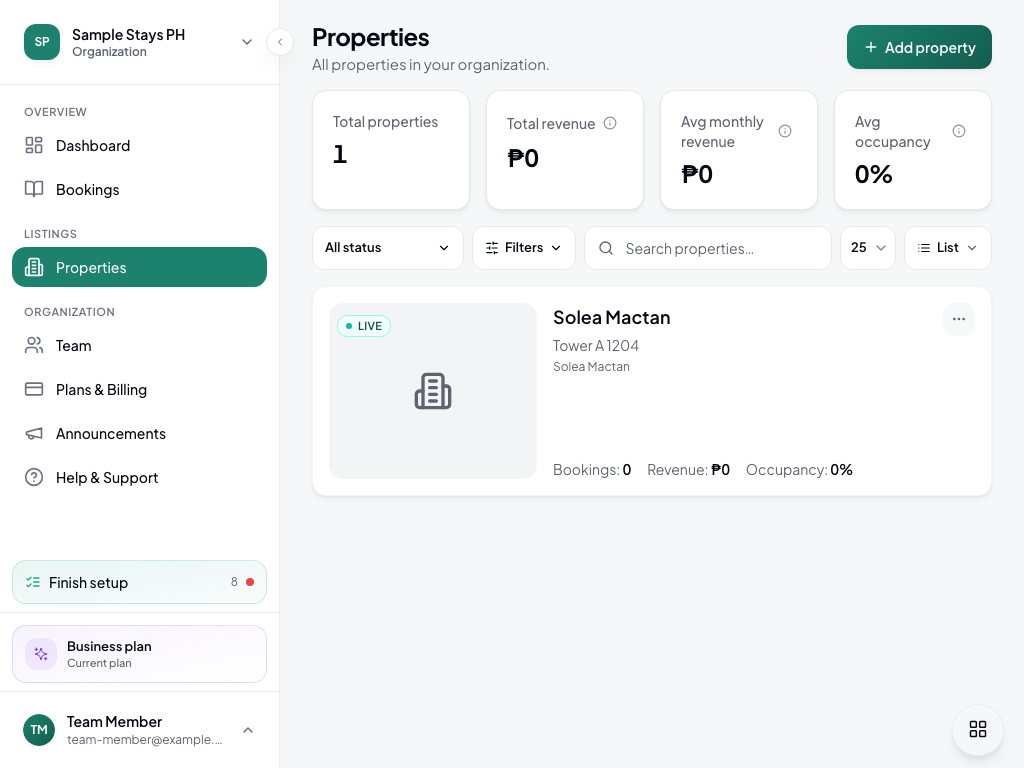 SP
Sample Stays PH
Organization
OVERVIEW
Dashboard
Bookings
LISTINGS
Properties
ORGANIZATION
Team
Plans & Billing
Announcements
Help & Support
Finish setup
8
Business plan
Current plan
TM
Team Member
team-member@example....
Properties
All properties in your organization.
Add property
Total properties
1
Total revenue
₱0
Avg monthly
revenue
₱0
Avg
occupancy
0%
All status
Filters
Search properties...
25
List
LIVE
Solea Mactan
Tower A 1204
Solea Mactan
Bookings: 0 Revenue: ₱0 Occupancy: 0%